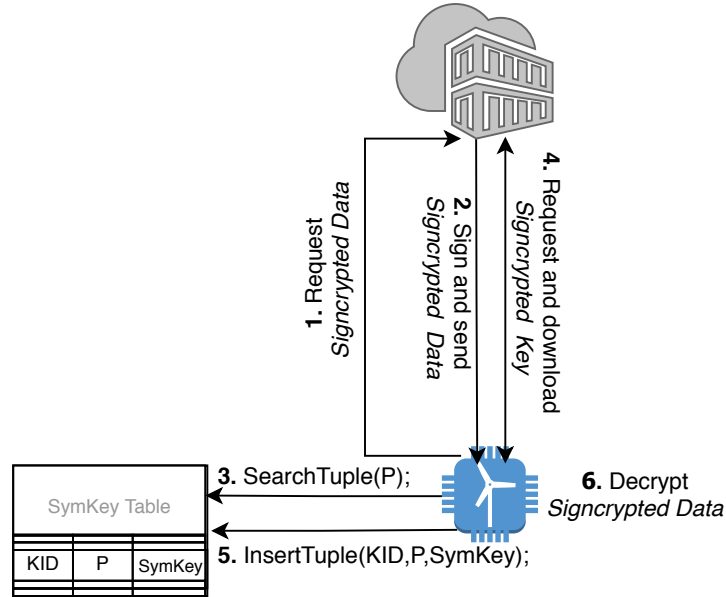 1. Request
Signcrypted Data
2. Sign and send
Signcrypted Data
4. Request and download
Signcrypted Key
3. SearchTuple(P);
6. Decrypt
Signcrypted Data
SymKey Table
5. InsertTuple(KID,P,SymKey);
KID P SymKey